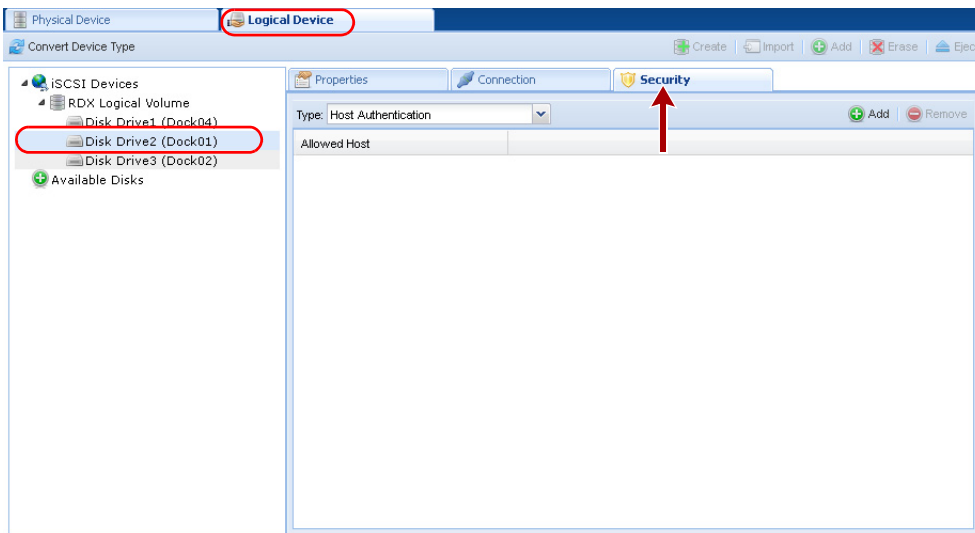 Physical Device
Logical Device
Convert Device Type
Create
Import
Add
Erase
Ejec
iSCSI Devices
RDX Logical Volume
Disk Drive1 (Dock04)
Disk Drive2 (Dock01)
Disk Drive3 (Dock02)
Available Disks
Properties
Connection
Security
Type: Host Authentication
Add
Remove
Allowed Host